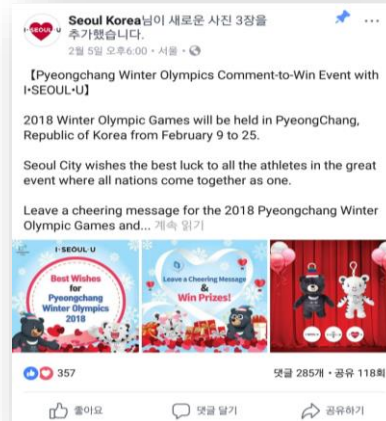 I·SEOUL·U
Seoul Korea님이 새로운 사진 3장을
추가했습니다.
2월 5일 오후6:00 · 서울 ·
【Pyeongchang Winter Olympics Comment-to-Win Event with
I·SEOUL·U】
2018 Winter Olympic Games will be held in PyeongChang,
Republic of Korea from February 9 to 25.
Seoul City wishes the best luck to all the athletes in the great
event where all nations come together as one.
Leave a cheering message for the 2018 Pyeongchang Winter
Olympic Games and... 계속 읽기
I·SEOUL·U
Best Wishes
for
Pyeongchang
Winter Olympics
2018
Leave a Cheering Message
&
Win Prizes!
357
댓글 285개 · 공유 118회
좋아요
댓글 달기
공유하기